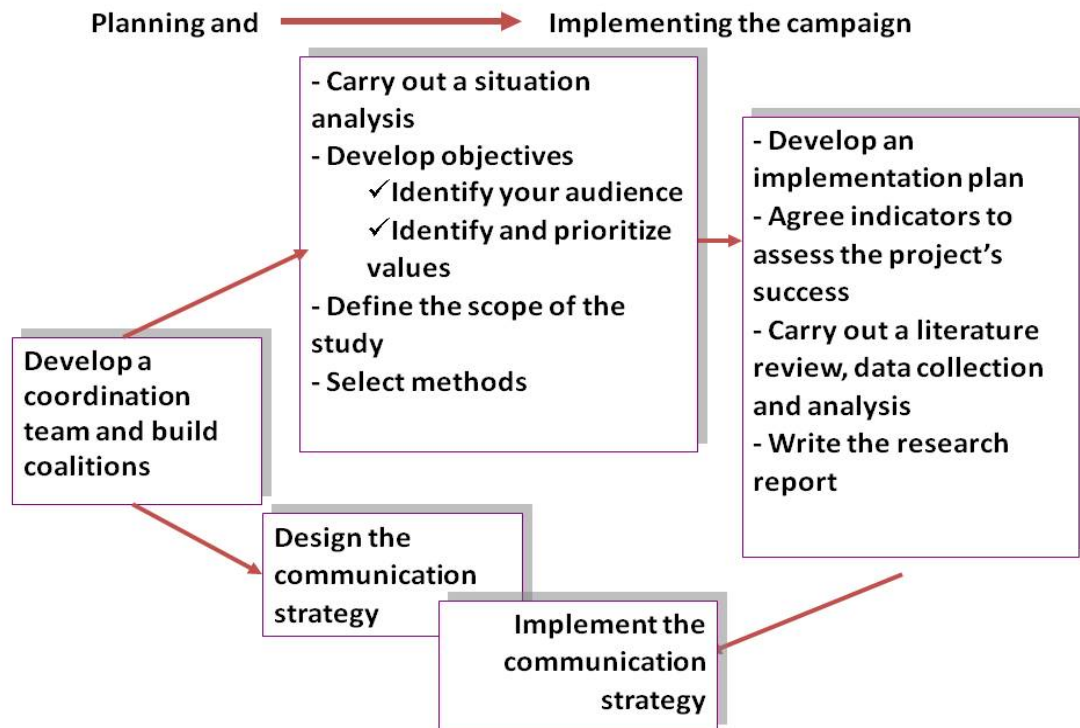 Planning and
Implementing the campaign
- Carry out a situation
analysis
- Develop objectives
✓Identify your audience
✓Identify and prioritize
values
- Define the scope of the
study
- Select methods
- Develop an
implementation plan
- Agree indicators to
assess the project's
success
- Carry out a literature
review, data collection
and analysis
- Write the research
report
Develop a
coordination
team and build
coalitions
Design the
communication
strategy
Implement the
communication
strategy